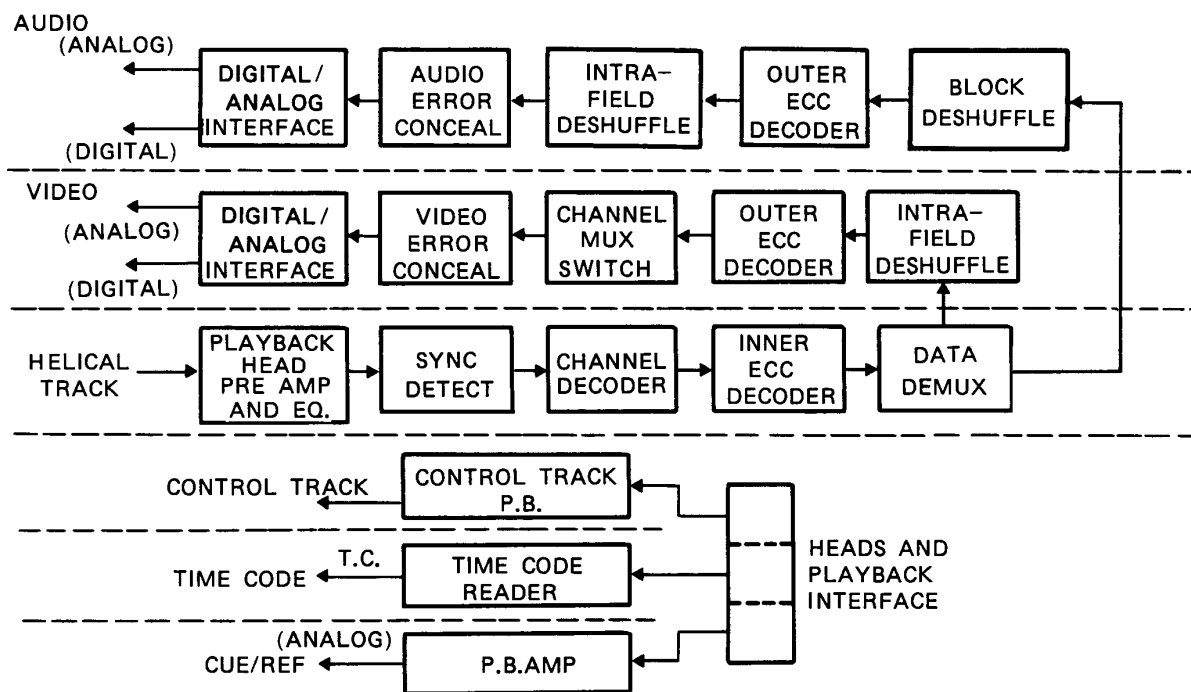 AUDIO
(ANALOG)
(DIGITAL)
DIGITAL/
ANALOG
INTERFACE
AUDIO
ERROR
CONCEAL
INTRA-
FIELD
DESHUFFLE
OUTER
ECC
DECODER
BLOCK
DESHUFFLE
VIDEO
(ANALOG)
(DIGITAL)
DIGITAL/
ANALOG
INTERFACE
VIDEO
ERROR
CONCEAL
CHANNEL
MUX
SWITCH
OUTER
ECC
DECODER
INTRA-
FIELD
DESHUFFLE
HELICAL
TRACK
PLAYBACK
HEAD
PRE AMP
AND EQ.
SYNC
DETECT
CHANNEL
DECODER
INNER
ECC
DECODER
DATA
DEMUX
CONTROL TRACK
CONTROL TRACK
P.B.
TIME CODE
T.C.
TIME CODE
READER
HEADS AND
PLAYBACK
INTERFACE
(ANALOG)
CUE/REF
P.B.AMP